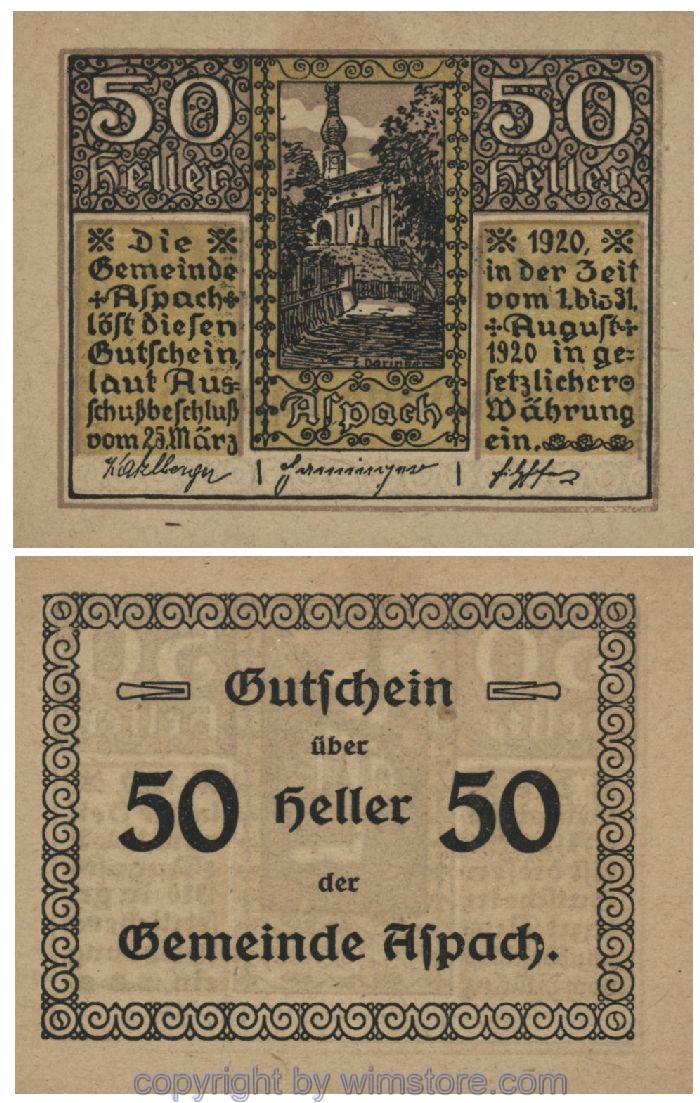 50 50
Heller Heller
Die
Gemeinde
Aspach
löst diesen
Gutschein,
laut Aus=
schußbeschluß
vom 25. März
1920,
in der Zeit
vom 1. bis 31.
August
1920 in ge=
setzlicher
Währung
ein.
Aspach
Gutschein
über
50 Heller 50
der
Gemeinde Aspach.
copyright by wimstore.com